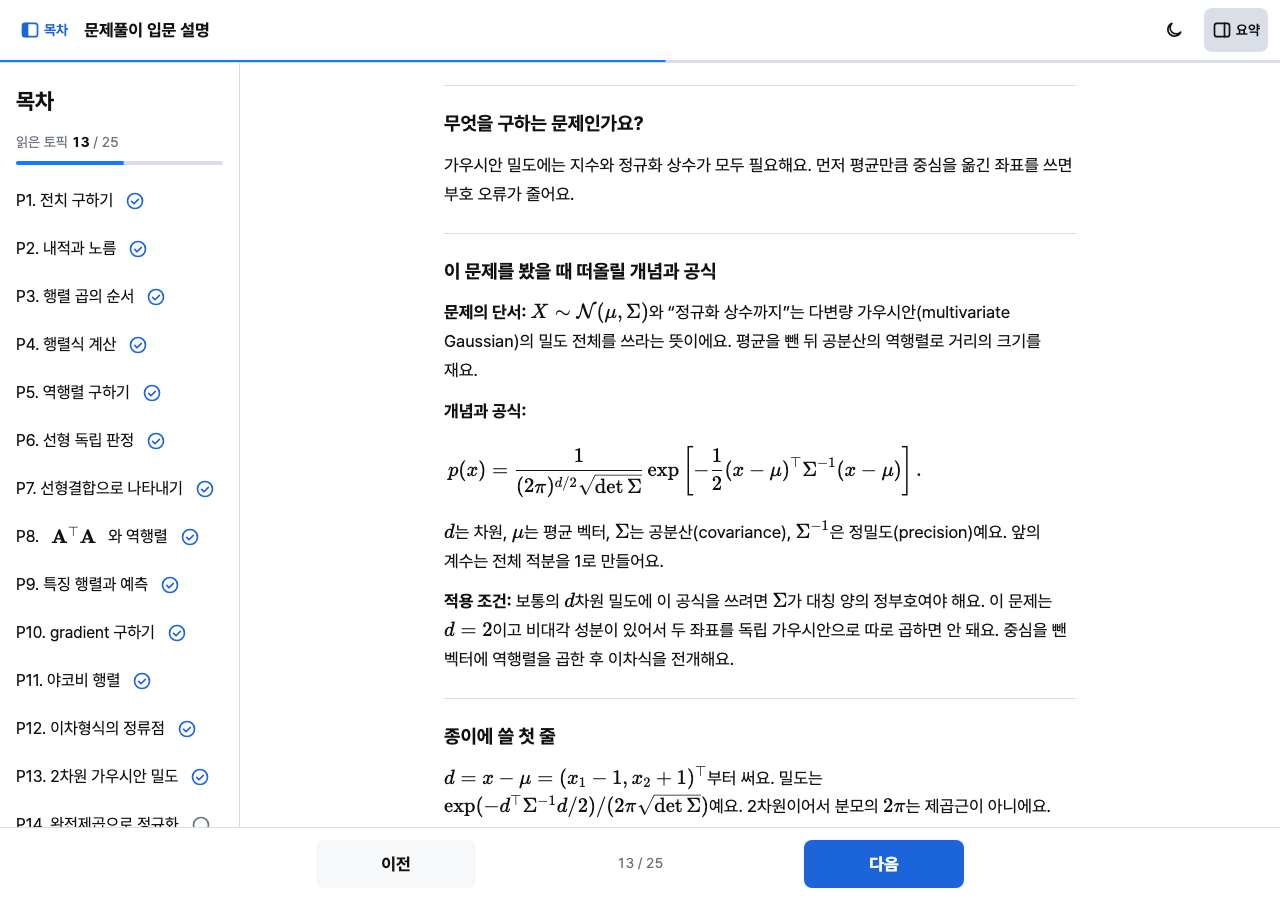 목차 문제풀이 입문 설명 요약
목차
읽은 토픽 13 / 25
P1. 전치 구하기
P2. 내적과 노름
P3. 행렬 곱의 순서
P4. 행렬식 계산
P5. 역행렬 구하기
P6. 선형 독립 판정
P7. 선형결합으로 나타내기
P8. A⊤A 와 역행렬
P9. 특징 행렬과 예측
P10. gradient 구하기
P11. 야코비 행렬
P12. 이차형식의 정류점
P13. 2차원 가우시안 밀도
P14. 완전제곱으로 정규화
무엇을 구하는 문제인가요?
가우시안 밀도에는 지수와 정규화 상수가 모두 필요해요. 먼저 평균만큼 중심을 옮긴 좌표를 쓰면
부호 오류가 줄어요.
이 문제를 봤을 때 떠올릴 개념과 공식
문제의 단서: X ∼ 𝒩(μ, Σ)와 “정규화 상수까지”는 다변량 가우시안(multivariate
Gaussian)의 밀도 전체를 쓰라는 뜻이에요. 평균을 뺀 뒤 공분산의 역행렬로 거리의 크기를
재요.
개념과 공식:
p(x) = 1 / ((2π)^{d/2} √det Σ) exp [ −1/2 (x − μ)⊤ Σ⁻¹ (x − μ) ] .
d는 차원, μ는 평균 벡터, Σ는 공분산(covariance), Σ⁻¹은 정밀도(precision)예요. 앞의
계수는 전체 적분을 1로 만들어요.
적용 조건: 보통의 d차원 밀도에 이 공식을 쓰려면 Σ가 대칭 양의 정부호여야 해요. 이 문제는
d = 2이고 비대각 성분이 있어서 두 좌표를 독립 가우시안으로 따로 곱하면 안 돼요. 중심을 뺀
벡터에 역행렬을 곱한 후 이차식을 전개해요.
종이에 쓸 첫 줄
d = x − μ = (x₁ − 1, x₂ + 1)⊤부터 써요. 밀도는
exp(−d⊤Σ⁻¹d/2)/(2π√det Σ)예요. 2차원이어서 분모의 2π는 제곱근이 아니에요.
이전 13 / 25 다음